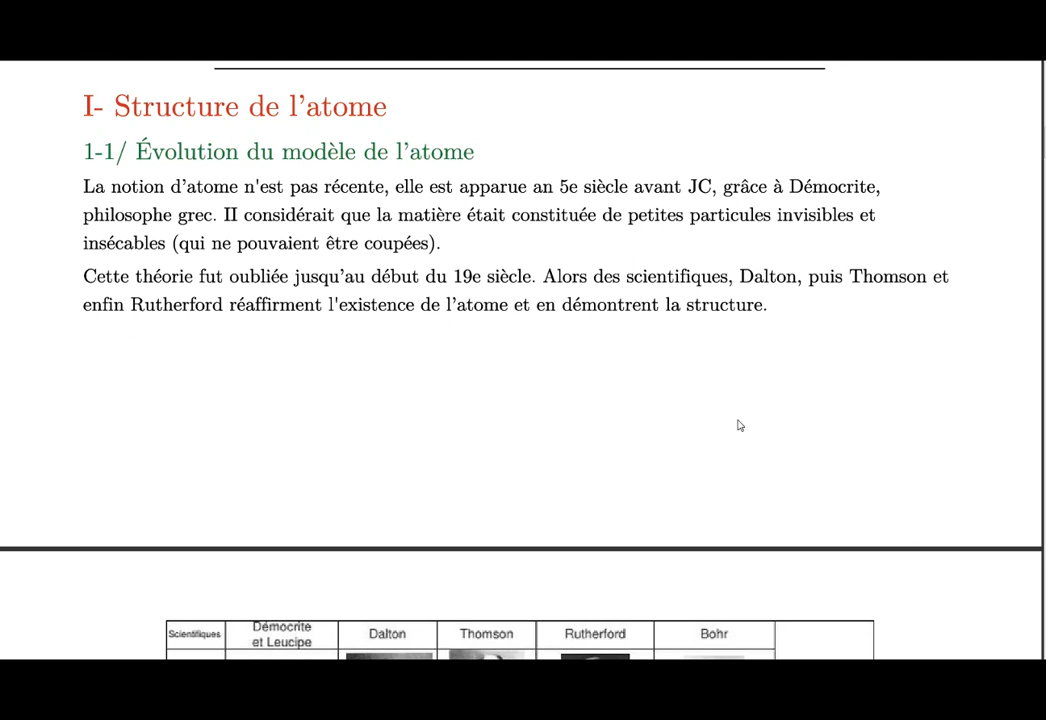 I- Structure de l’atome
1-1/ Évolution du modèle de l’atome
La notion d’atome n'est pas récente, elle est apparue an 5e siècle avant JC, grâce à Démocrite,
philosophe grec. II considérait que la matière était constituée de petites particules invisibles et
insécables (qui ne pouvaient être coupées).
Cette théorie fut oubliée jusqu’au début du 19e siècle. Alors des scientifiques, Dalton, puis Thomson et
enfin Rutherford réaffirment l'existence de l’atome et en démontrent la structure.
Scientifiques Démocrite et Leucipe Dalton Thomson Rutherford Bohr